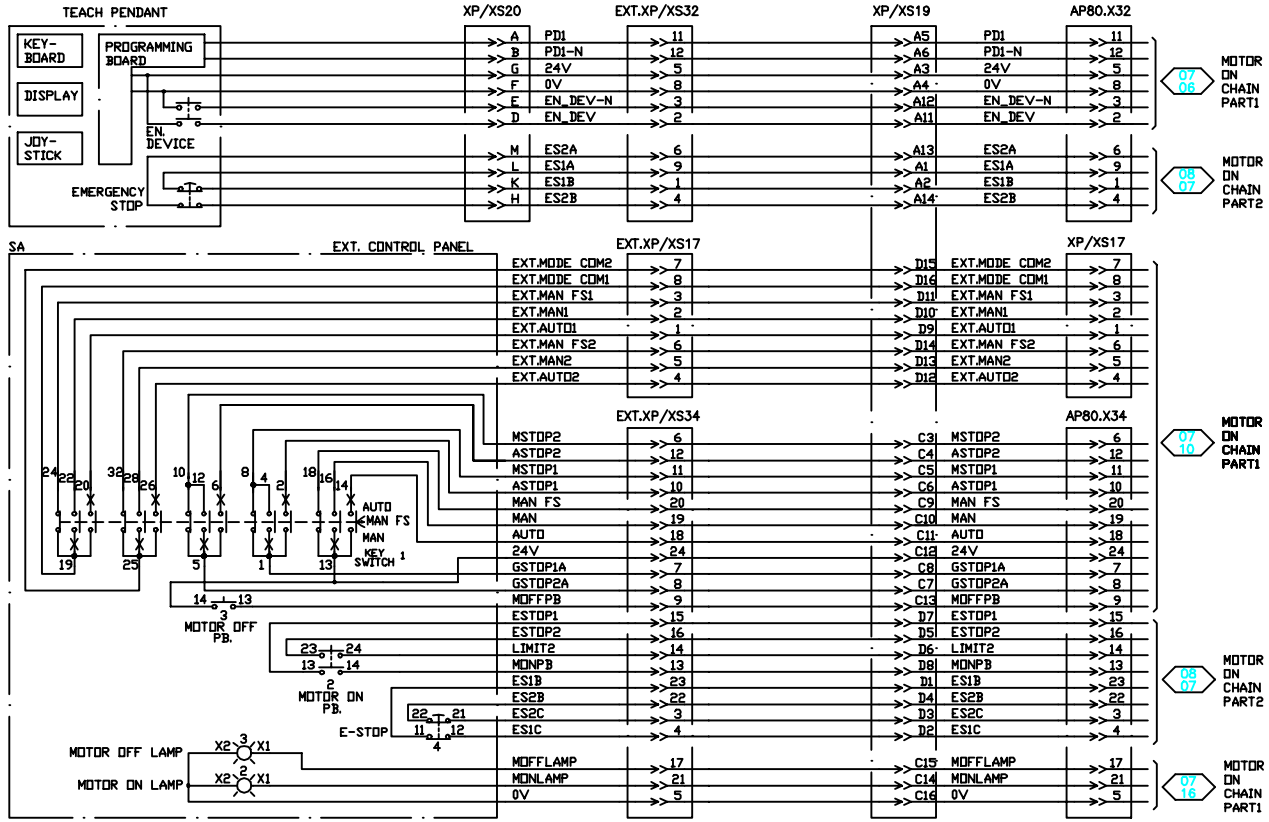 TEACH PENDANT XP/XS20 EXT.XP/XS32 XP/XS19 AP80.X32
KEY-
BOARD
PROGRAMMING
BOARD
DISPLAY
JOY-
STICK
EN.
DEVICE
EMERGENCY
STOP
A PD1 11 A5 PD1 11
B PD1-N 12 A6 PD1-N 12
G 24V 5 A3 24V 5
F 0V 8 A4 0V 8
E EN_DEV-N 3 A12 EN_DEV-N 3
D EN_DEV 2 A11 EN_DEV 2
07
06
MOTOR
ON
CHAIN
PART1
M ES2A 6 A13 ES2A 6
L ES1A 9 A1 ES1A 9
K ES1B 1 A2 ES1B 1
H ES2B 4 A14 ES2B 4
08
07
MOTOR
ON
CHAIN
PART2
SA EXT. CONTROL PANEL EXT.XP/XS17 XP/XS17
EXT.MODE COM2 7 D15 EXT.MODE COM2 7
EXT.MODE COM1 8 D16 EXT.MODE COM1 8
EXT.MAN FS1 3 D11 EXT.MAN FS1 3
EXT.MAN1 2 D10 EXT.MAN1 2
EXT.AUTO1 1 D9 EXT.AUTO1 1
EXT.MAN FS2 6 D14 EXT.MAN FS2 6
EXT.MAN2 5 D13 EXT.MAN2 5
EXT.AUTO2 4 D12 EXT.AUTO2 4
EXT.XP/XS34 AP80.X34
MSTOP2 6 C3 MSTOP2 6
ASTOP2 12 C4 ASTOP2 12
MSTOP1 11 C5 MSTOP1 11
ASTOP1 10 C6 ASTOP1 10
MAN FS 20 C9 MAN FS 20
MAN 19 C10 MAN 19
AUTO 18 C11 AUTO 18
24V 24 C12 24V 24
GSTOP1A 7 C8 GSTOP1A 7
GSTOP2A 8 C7 GSTOP2A 8
MOFFPB 9 C13 MOFFPB 9
07
10
MOTOR
ON
CHAIN
PART1
24 22 20 32 28 26 10 12 6 8 4 2 18 16 14
AUTO
MAN FS
MAN
KEY
SWITCH 1
19 25 5 1 13
14 13
3
MOTOR OFF
PB.
ESTOP1 15 D7 ESTOP1 15
ESTOP2 16 D5 ESTOP2 16
LIMIT2 14 D6 LIMIT2 14
MONPB 13 D8 MONPB 13
ES1B 23 D1 ES1B 23
ES2B 22 D4 ES2B 22
ES2C 3 D3 ES2C 3
ES1C 4 D2 ES1C 4
08
07
MOTOR
ON
CHAIN
PART2
23 24
13 14
2
MOTOR ON
PB.
E-STOP
22 21
11 12
4
MOTOR OFF LAMP X2 3 X1
MOTOR ON LAMP X2 2 X1
MOFFLAMP 17 C15 MOFFLAMP 17
MONLAMP 21 C14 MONLAMP 21
0V 5 C16 0V 5
07
16
MOTOR
ON
CHAIN
PART1